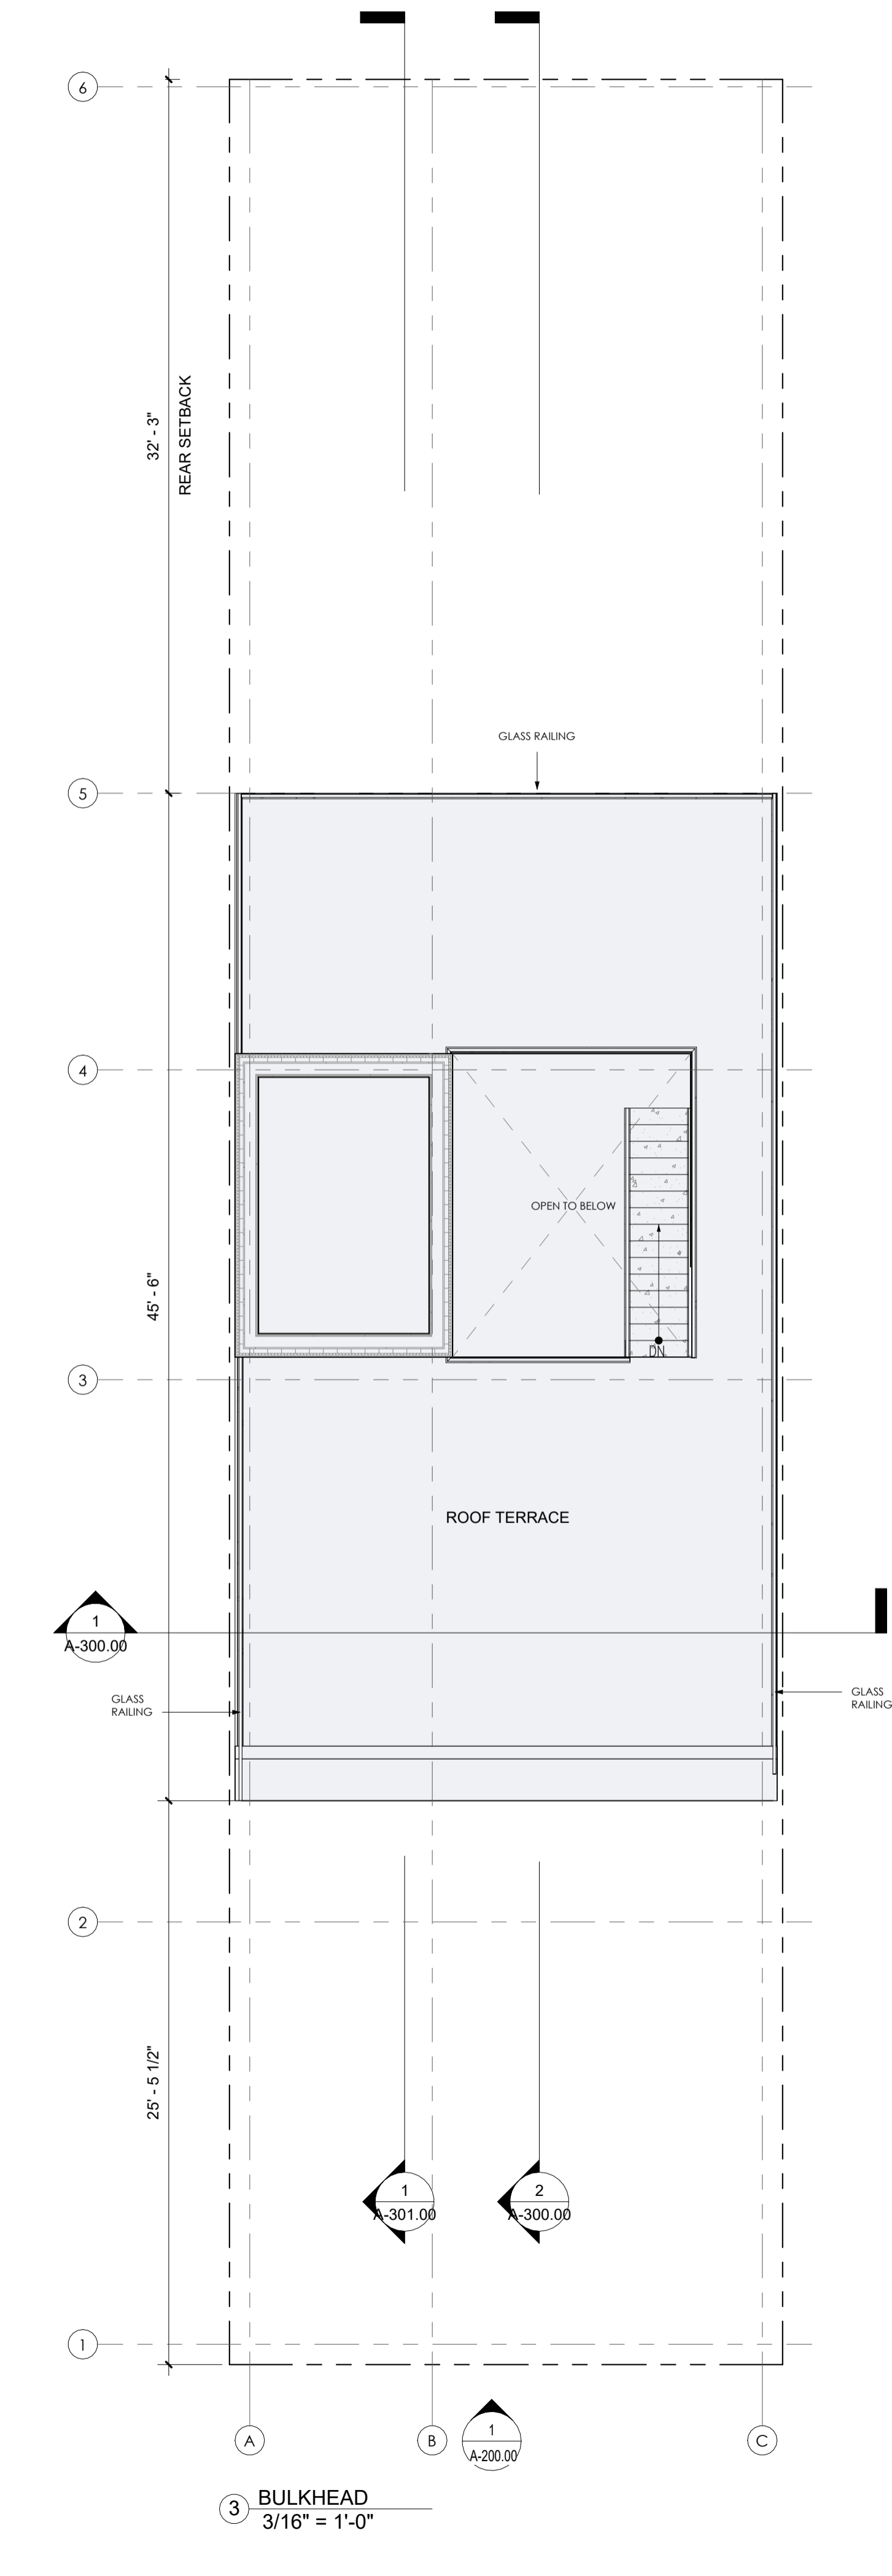 6
32' - 3"
REAR SETBACK
GLASS RAILING
5
4
OPEN TO BELOW
45' - 6"
DN
3
ROOF TERRACE
1
A-300.00
GLASS
RAILING
GLASS
RAILING
2
25' - 5 1/2"
1
A-301.00
2
A-300.00
1
A
B
C
1
A-200.00
3
BULKHEAD
3/16" = 1'-0"